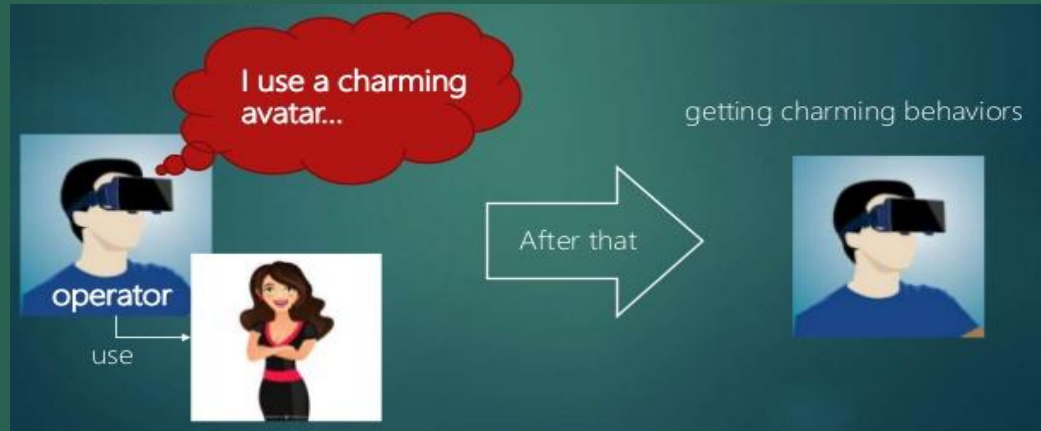 I use a charming
avatar...
operator
use
After that
getting charming behaviors